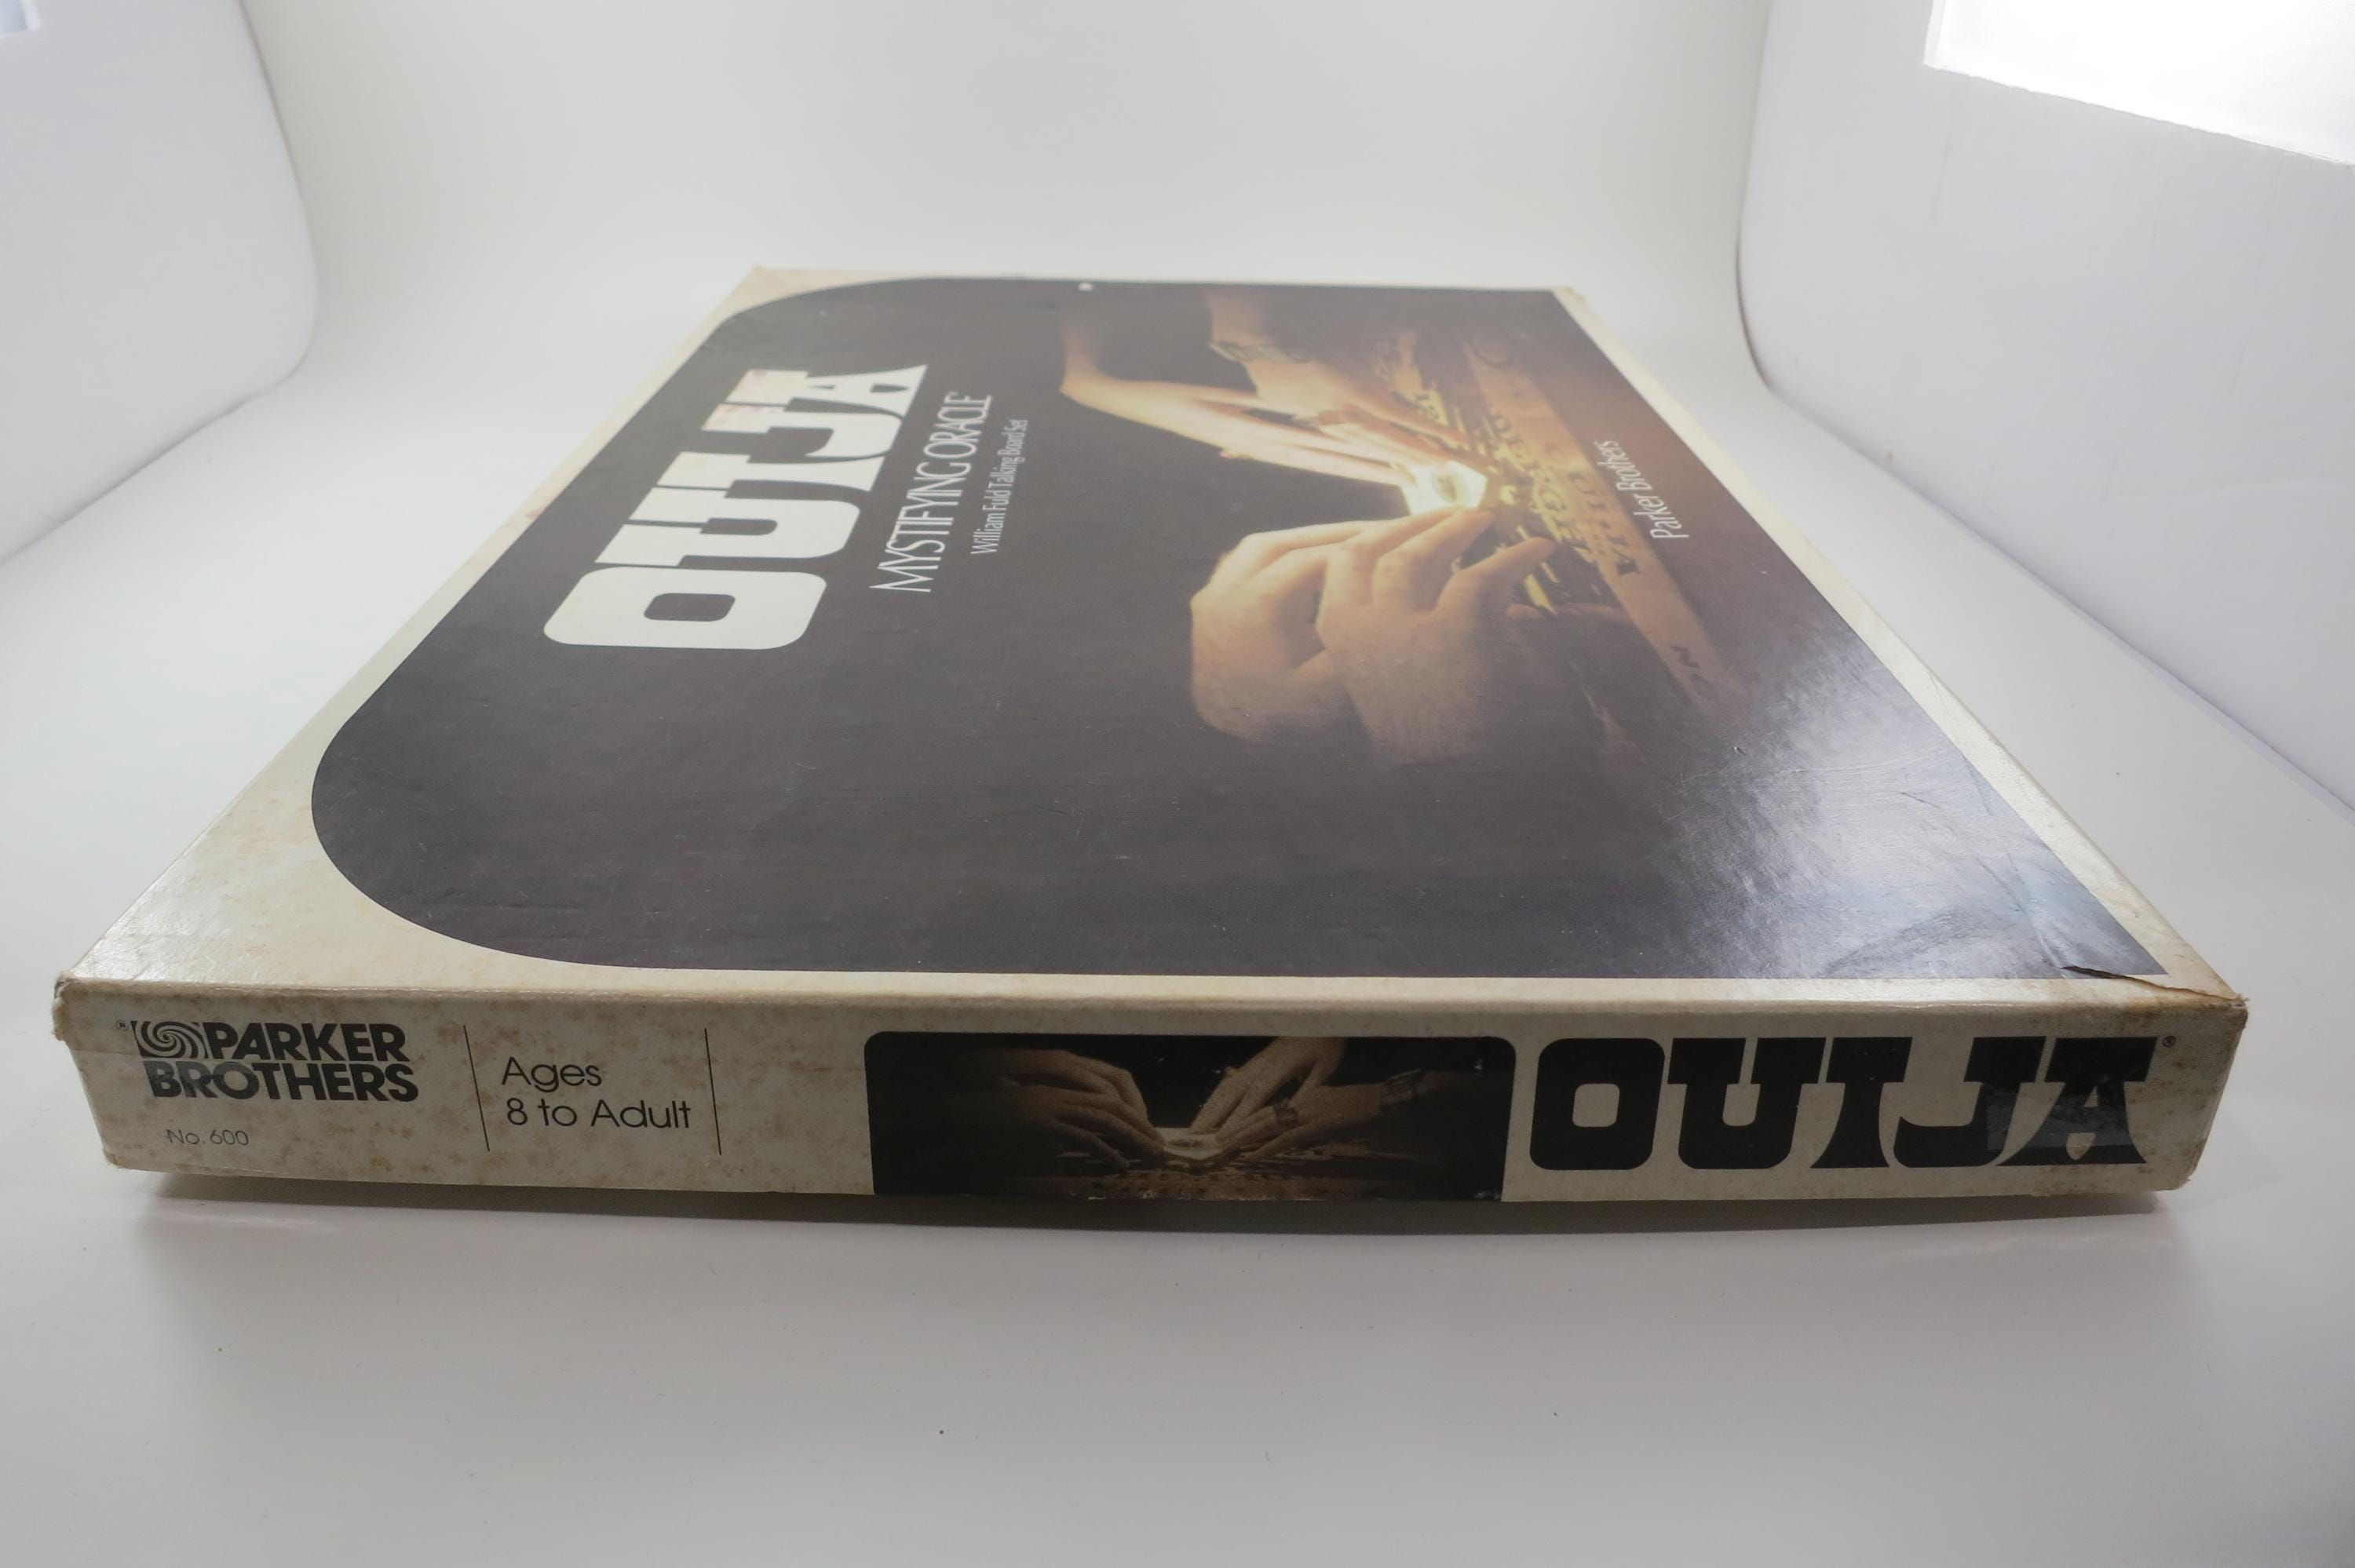 OUIJA
MYSTIFYING ORACLE
William Fuld Talking Board Set
Parker Brothers
NO
® PARKER
BROTHERS
No. 600
Ages
8 to Adult
OUIJA®